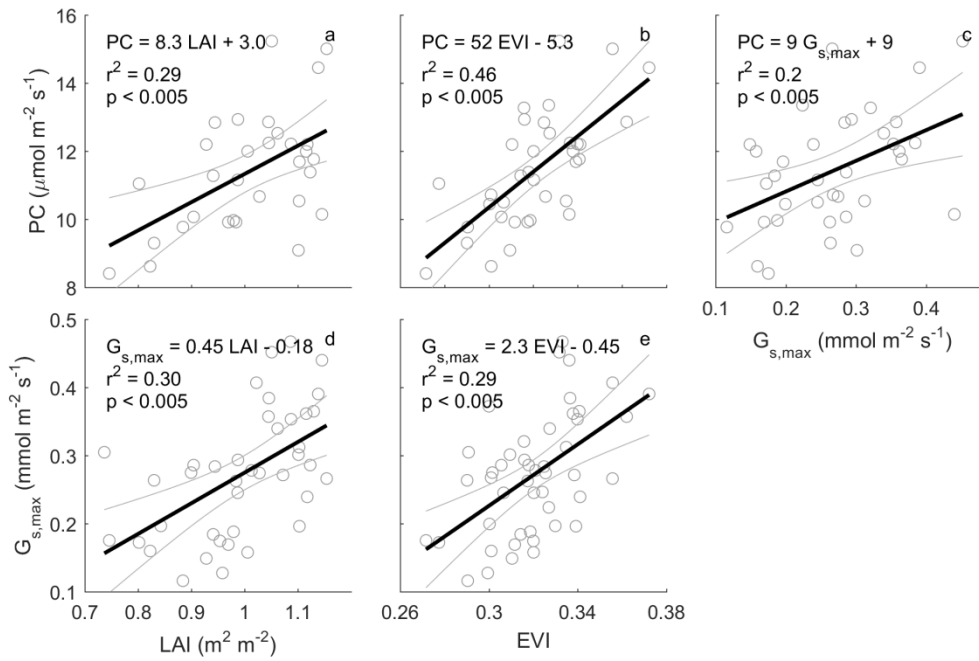 16
14
12
10
8
PC (μmol m⁻² s⁻¹)
PC = 8.3 LAI + 3.0
a
r² = 0.29
p < 0.005
PC = 52 EVI - 5.3
b
r² = 0.46
p < 0.005
PC = 9 Gs,max + 9
c
r² = 0.2
p < 0.005
0.1 0.2 0.3 0.4
Gs,max (mmol m⁻² s⁻¹)
0.5
0.4
0.3
0.2
0.1
Gs,max (mmol m⁻² s⁻¹)
Gs,max = 0.45 LAI - 0.18
d
r² = 0.30
p < 0.005
0.7 0.8 0.9 1 1.1
LAI (m² m⁻²)
Gs,max = 2.3 EVI - 0.45
e
r² = 0.29
p < 0.005
0.26 0.3 0.34 0.38
EVI